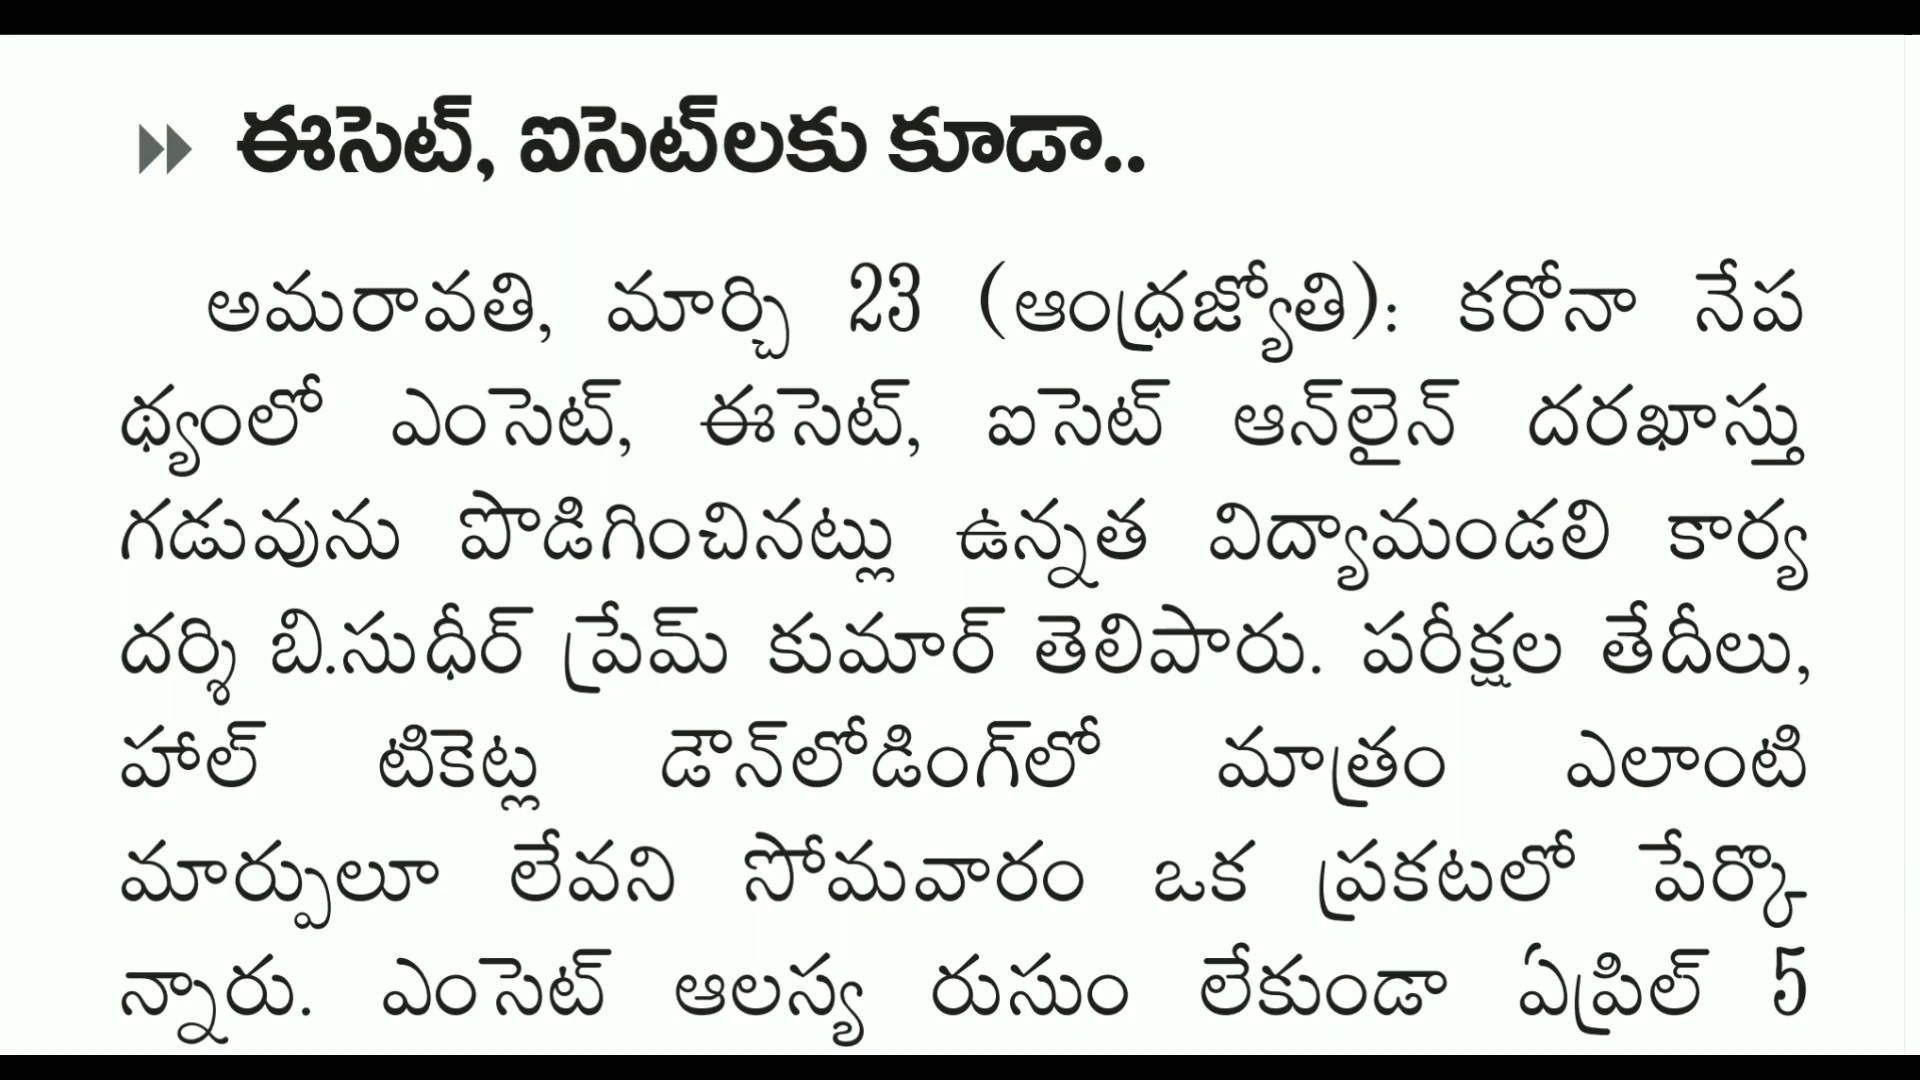 ఈసెట్, ఐసెట్‌లకు కూడా..
అమరావతి, మార్చి 23 (ఆంధ్రజ్యోతి): కరోనా నేప
థ్యంలో ఎంసెట్, ఈసెట్, ఐసెట్ ఆన్‌లైన్ దరఖాస్తు
గడువును పొడిగించినట్లు ఉన్నత విద్యామండలి కార్య
దర్శి బి.సుధీర్ ప్రేమ్ కుమార్ తెలిపారు. పరీక్షల తేదీలు,
హాల్ టికెట్ల డౌన్‌లోడింగ్‌లో మాత్రం ఎలాంటి
మార్పులూ లేవని సోమవారం ఒక ప్రకటలో పేర్కొ
న్నారు. ఎంసెట్ ఆలస్య రుసుం లేకుండా ఏప్రిల్ 5